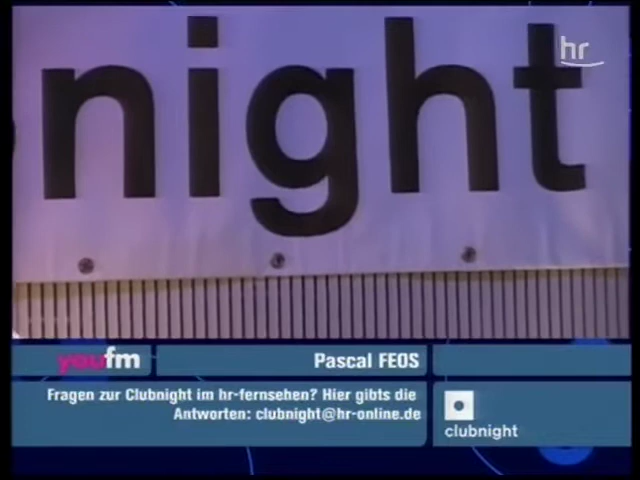 night
hr
youfm
Pascal FEOS
Fragen zur Clubnight im hr-fernsehen? Hier gibts die
Antworten: clubnight@hr-online.de
clubnight